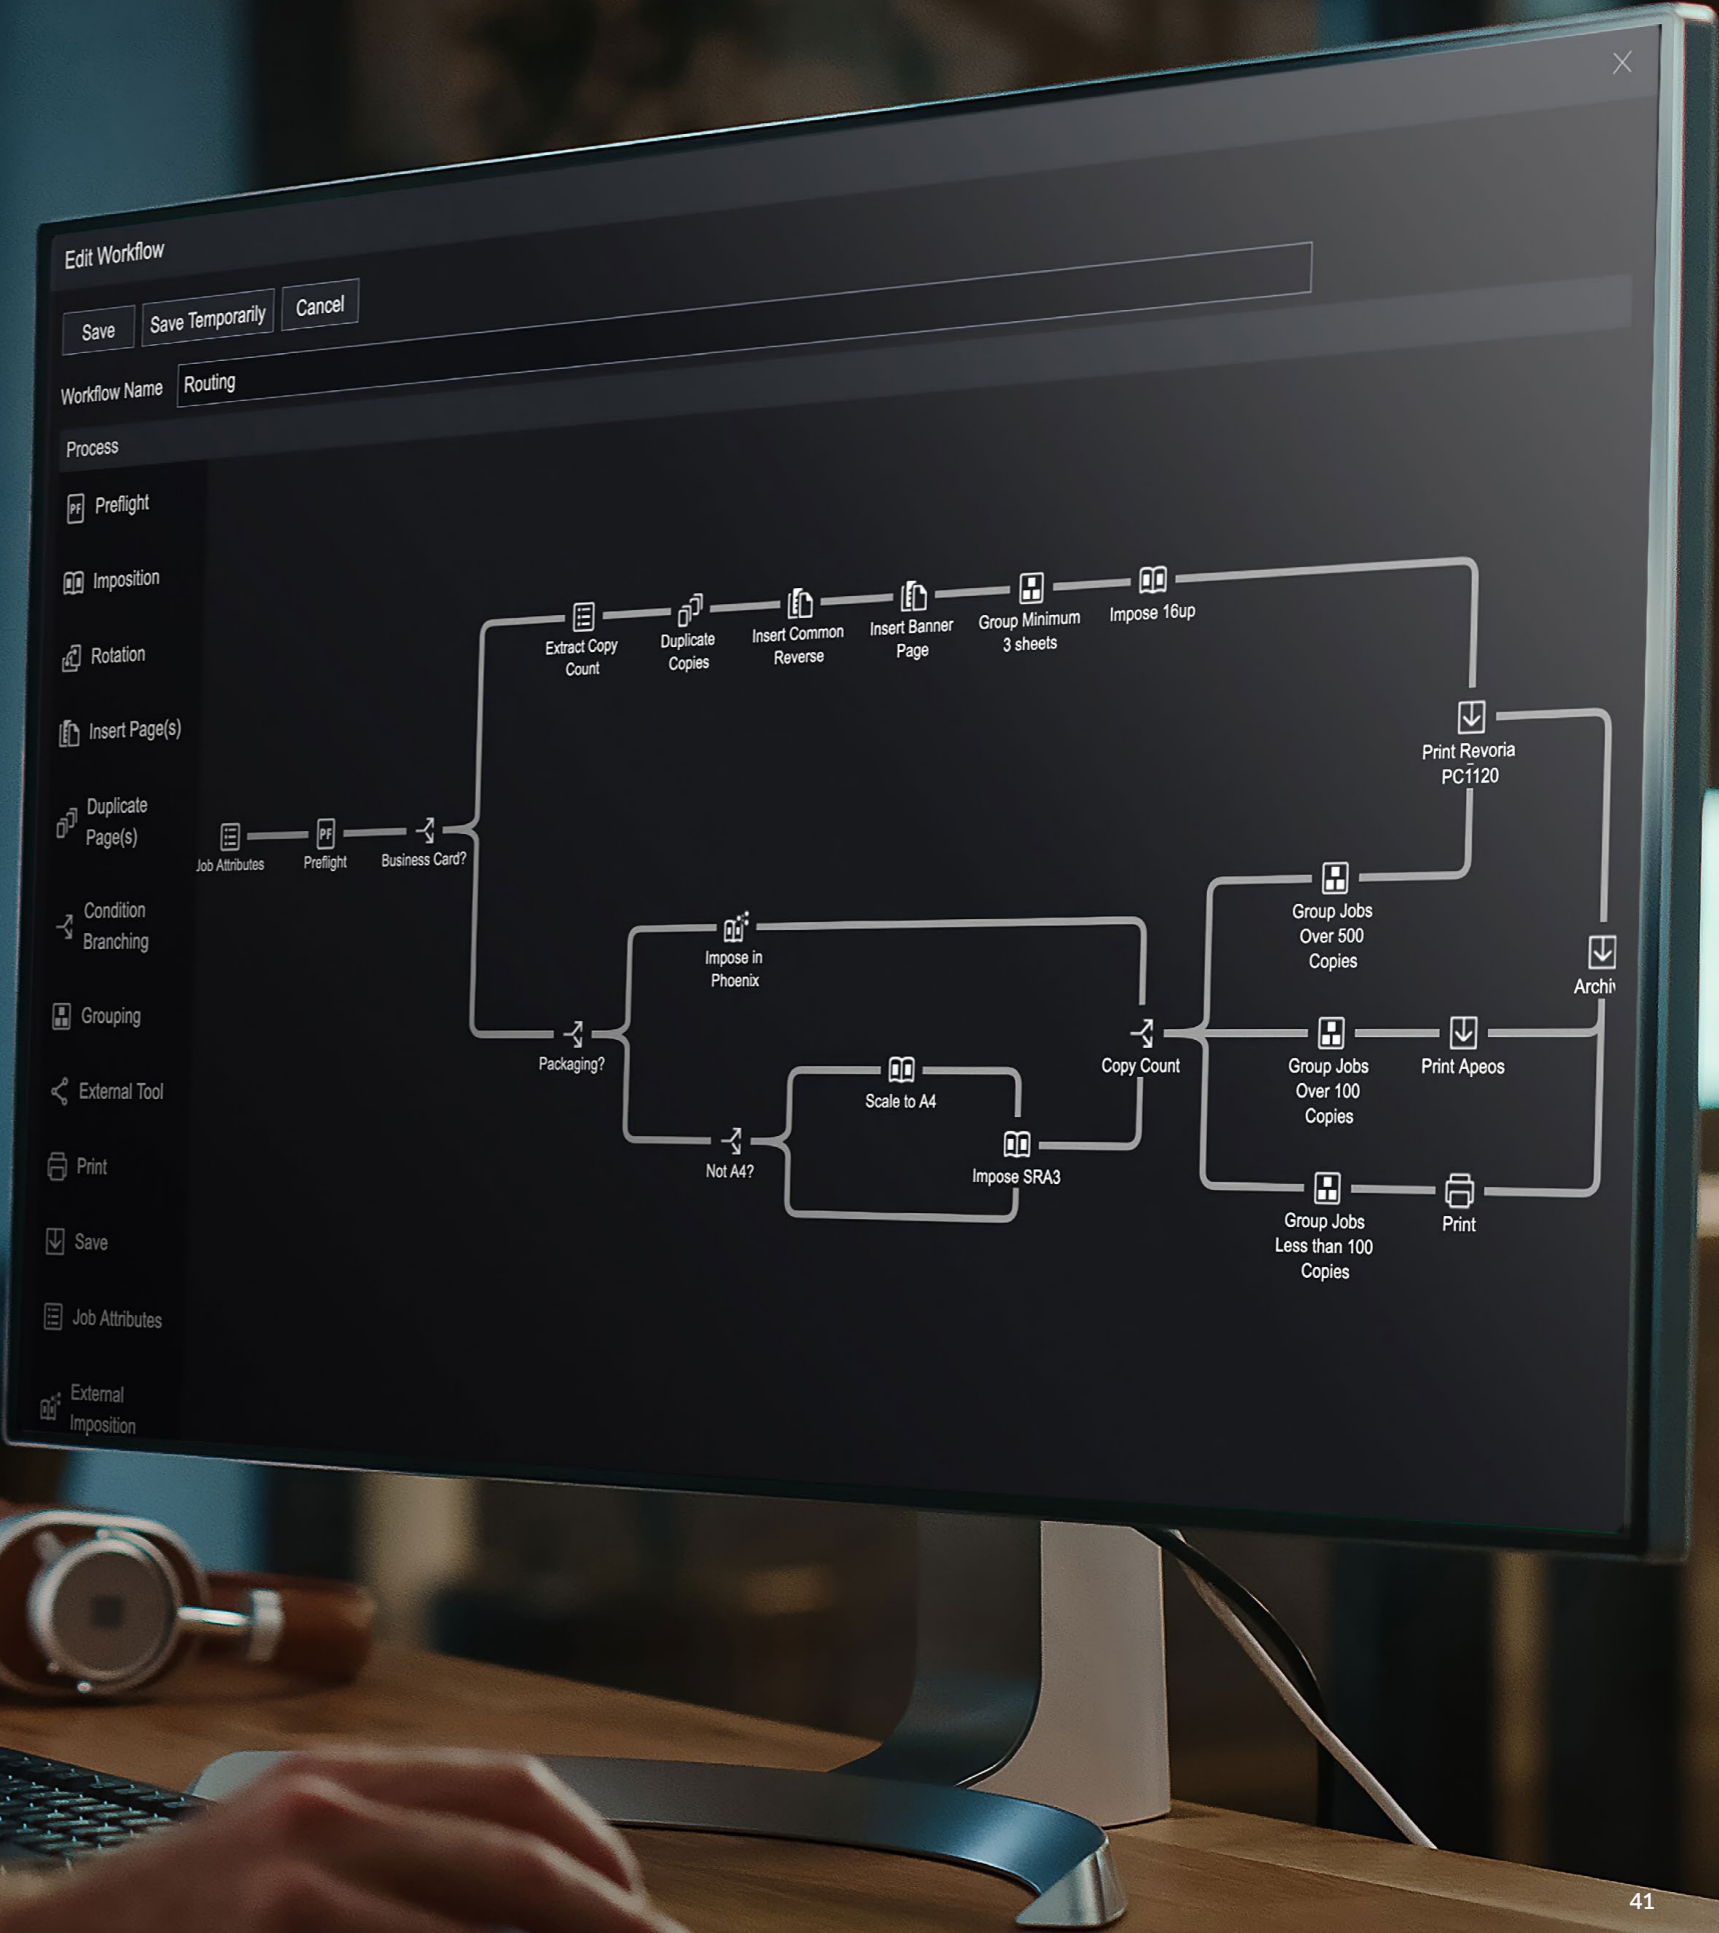 Edit Workflow
Save
Save Temporarily
Cancel
Workflow Name
Routing
Process
Preflight
Imposition
Rotation
Insert Page(s)
Duplicate
Page(s)
Condition
Branching
Grouping
External Tool
Print
Save
Job Attributes
External
Imposition
Job Attributes
Preflight
Business Card?
Extract Copy
Count
Duplicate
Copies
Insert Common
Reverse
Insert Banner
Page
Group Minimum
3 sheets
Impose 16up
Print Revoria
PC1120
Packaging?
Impose in
Phoenix
Not A4?
Scale to A4
Impose SRA3
Copy Count
Group Jobs
Over 500
Copies
Group Jobs
Over 100
Copies
Print Apeos
Group Jobs
Less than 100
Copies
Print
Archiv
41